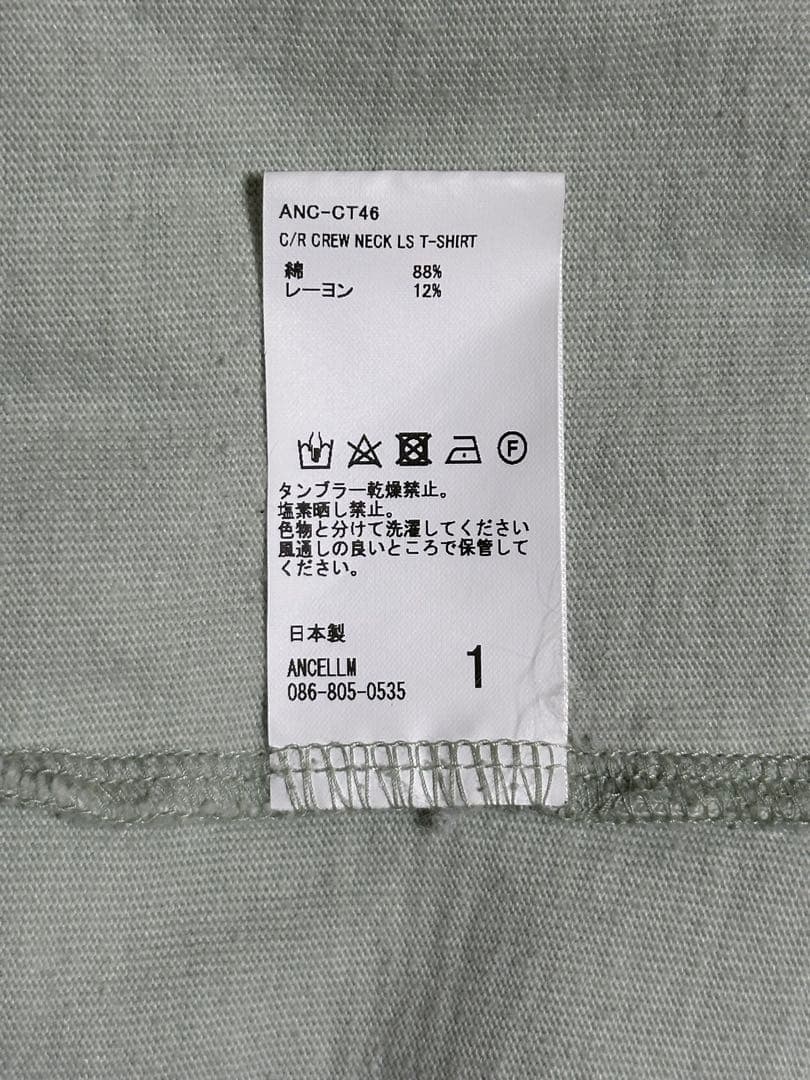 ANC-CT46
C/R CREW NECK LS T-SHIRT
綿 88%
レーヨン 12%
F
タンブラー乾燥禁止。
塩素晒し禁止。
色物と分けて洗濯してください
風通しの良いところで保管して
ください。
日本製
ANCELLM 1
086-805-0535